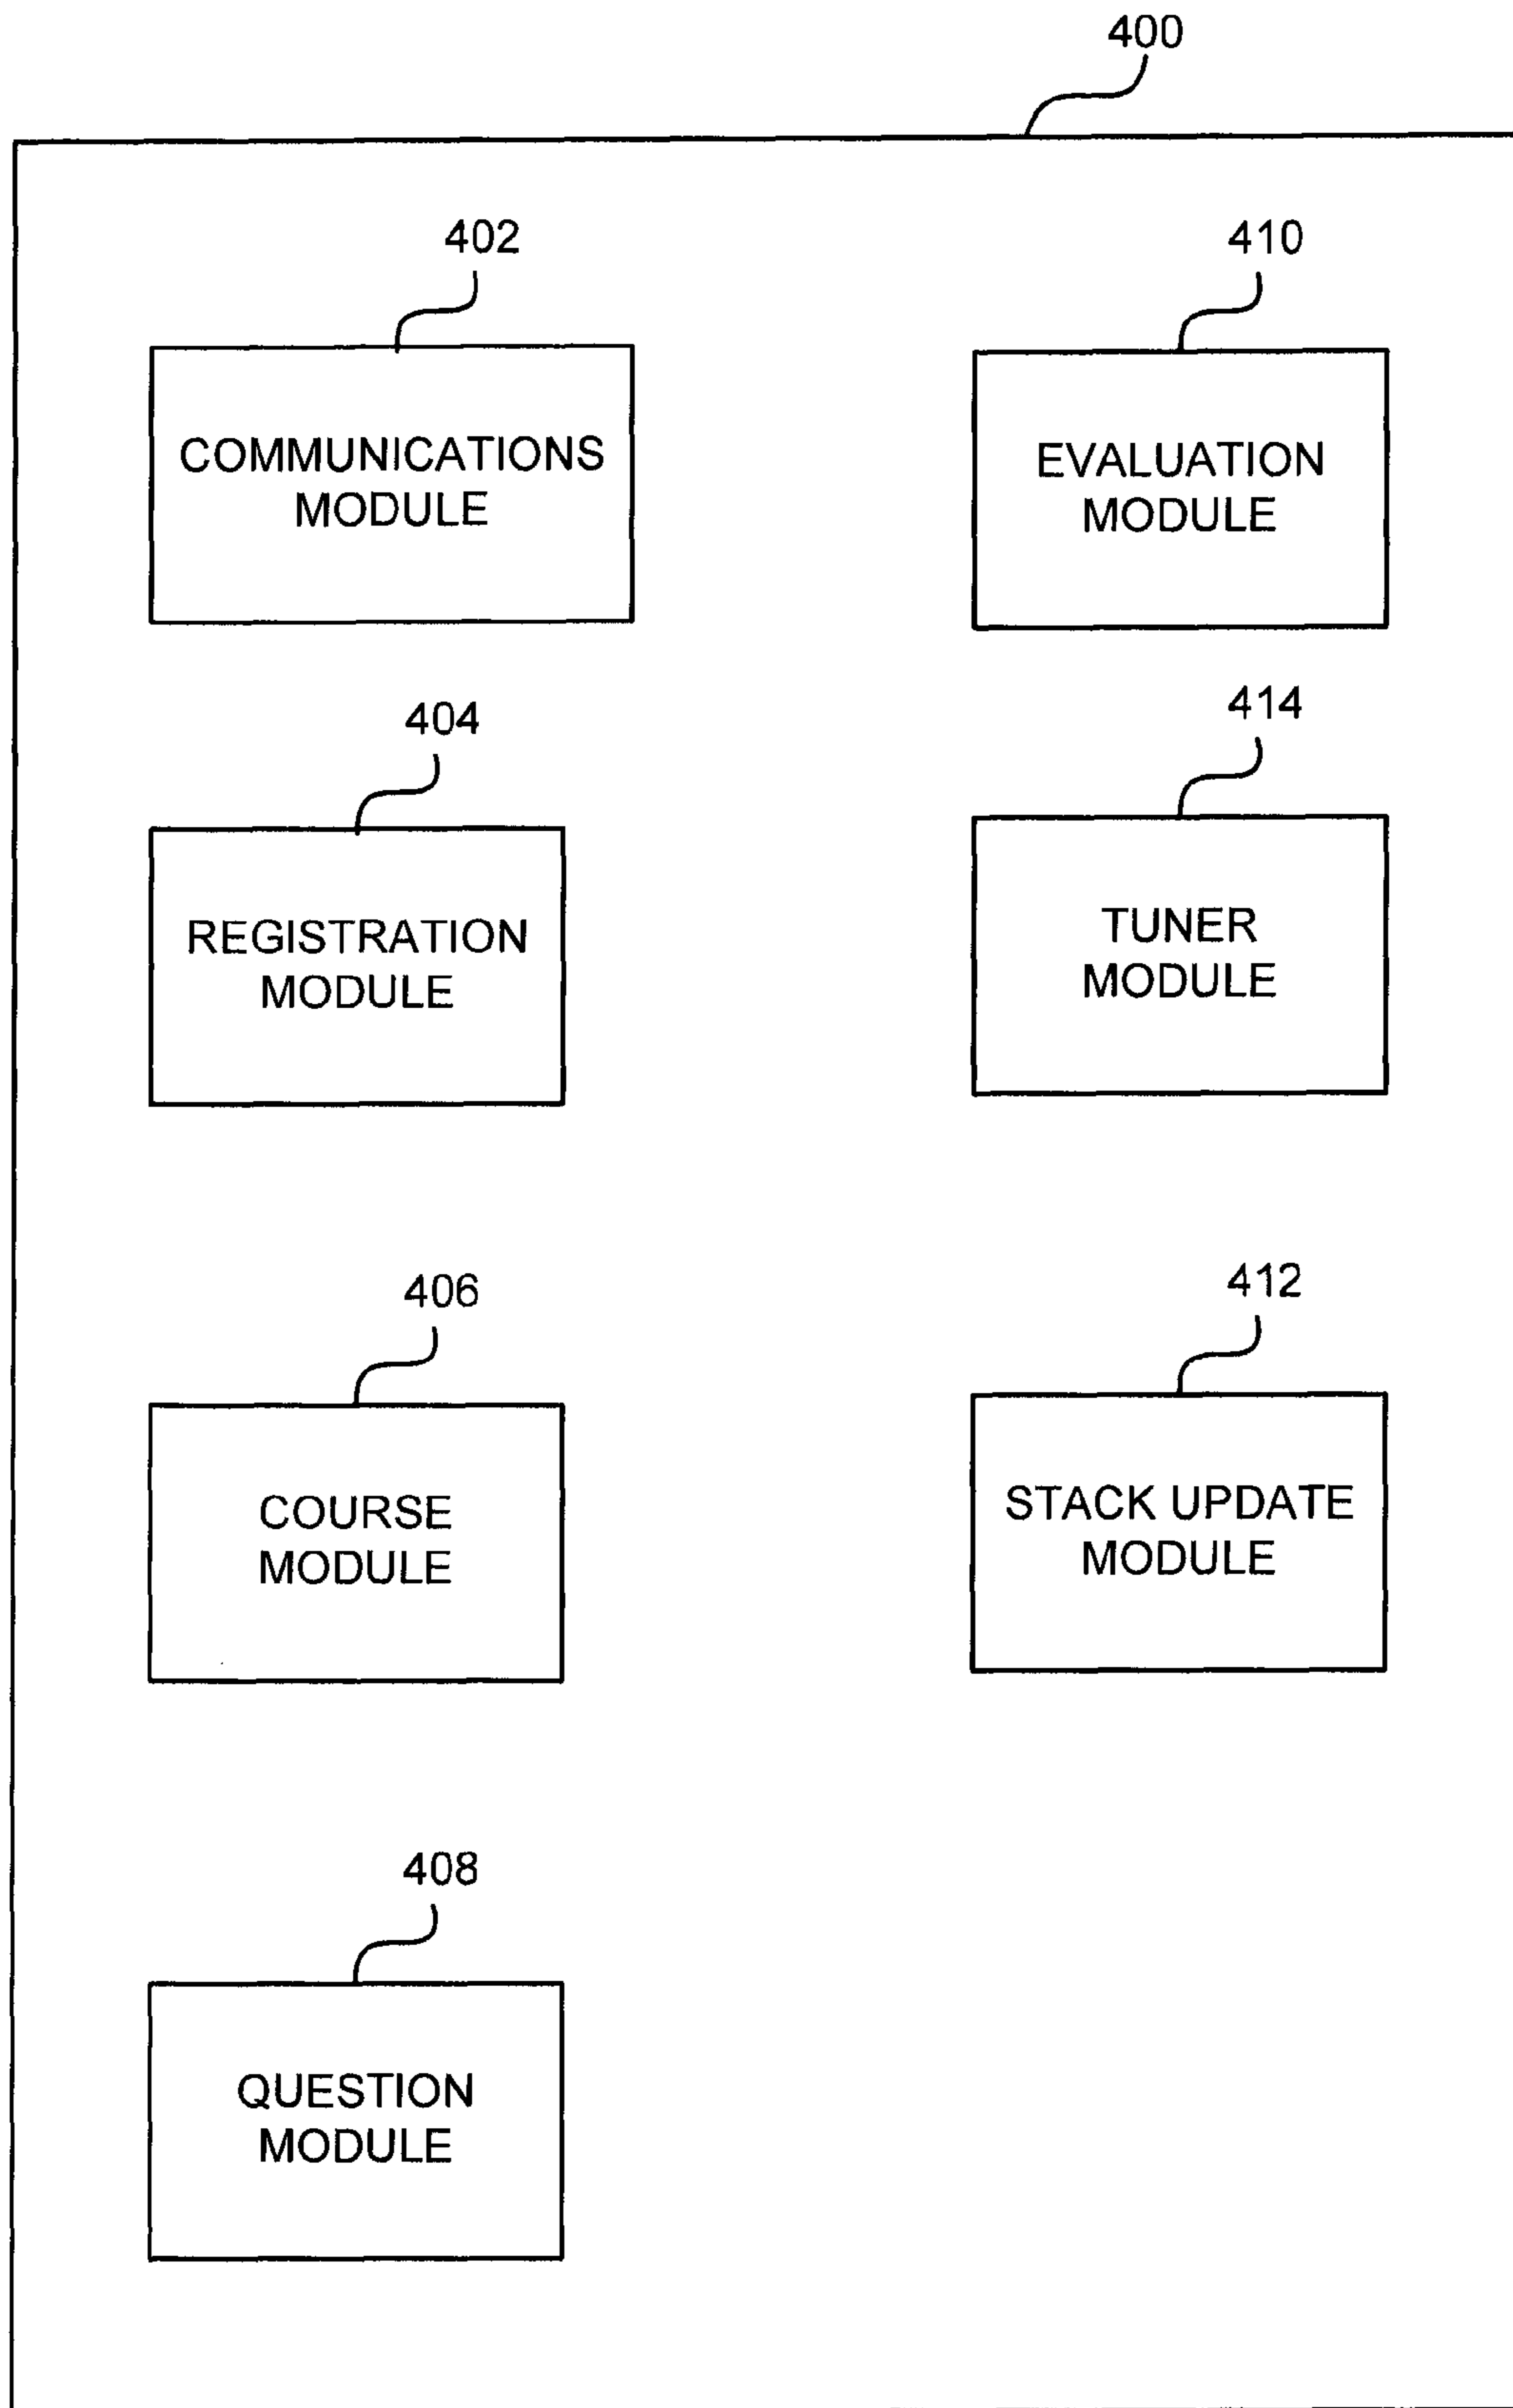 400
402
COMMUNICATIONS
MODULE
404
REGISTRATION
MODULE
406
COURSE
MODULE
408
QUESTION
MODULE
410
EVALUATION
MODULE
414
TUNER
MODULE
412
STACK UPDATE
MODULE